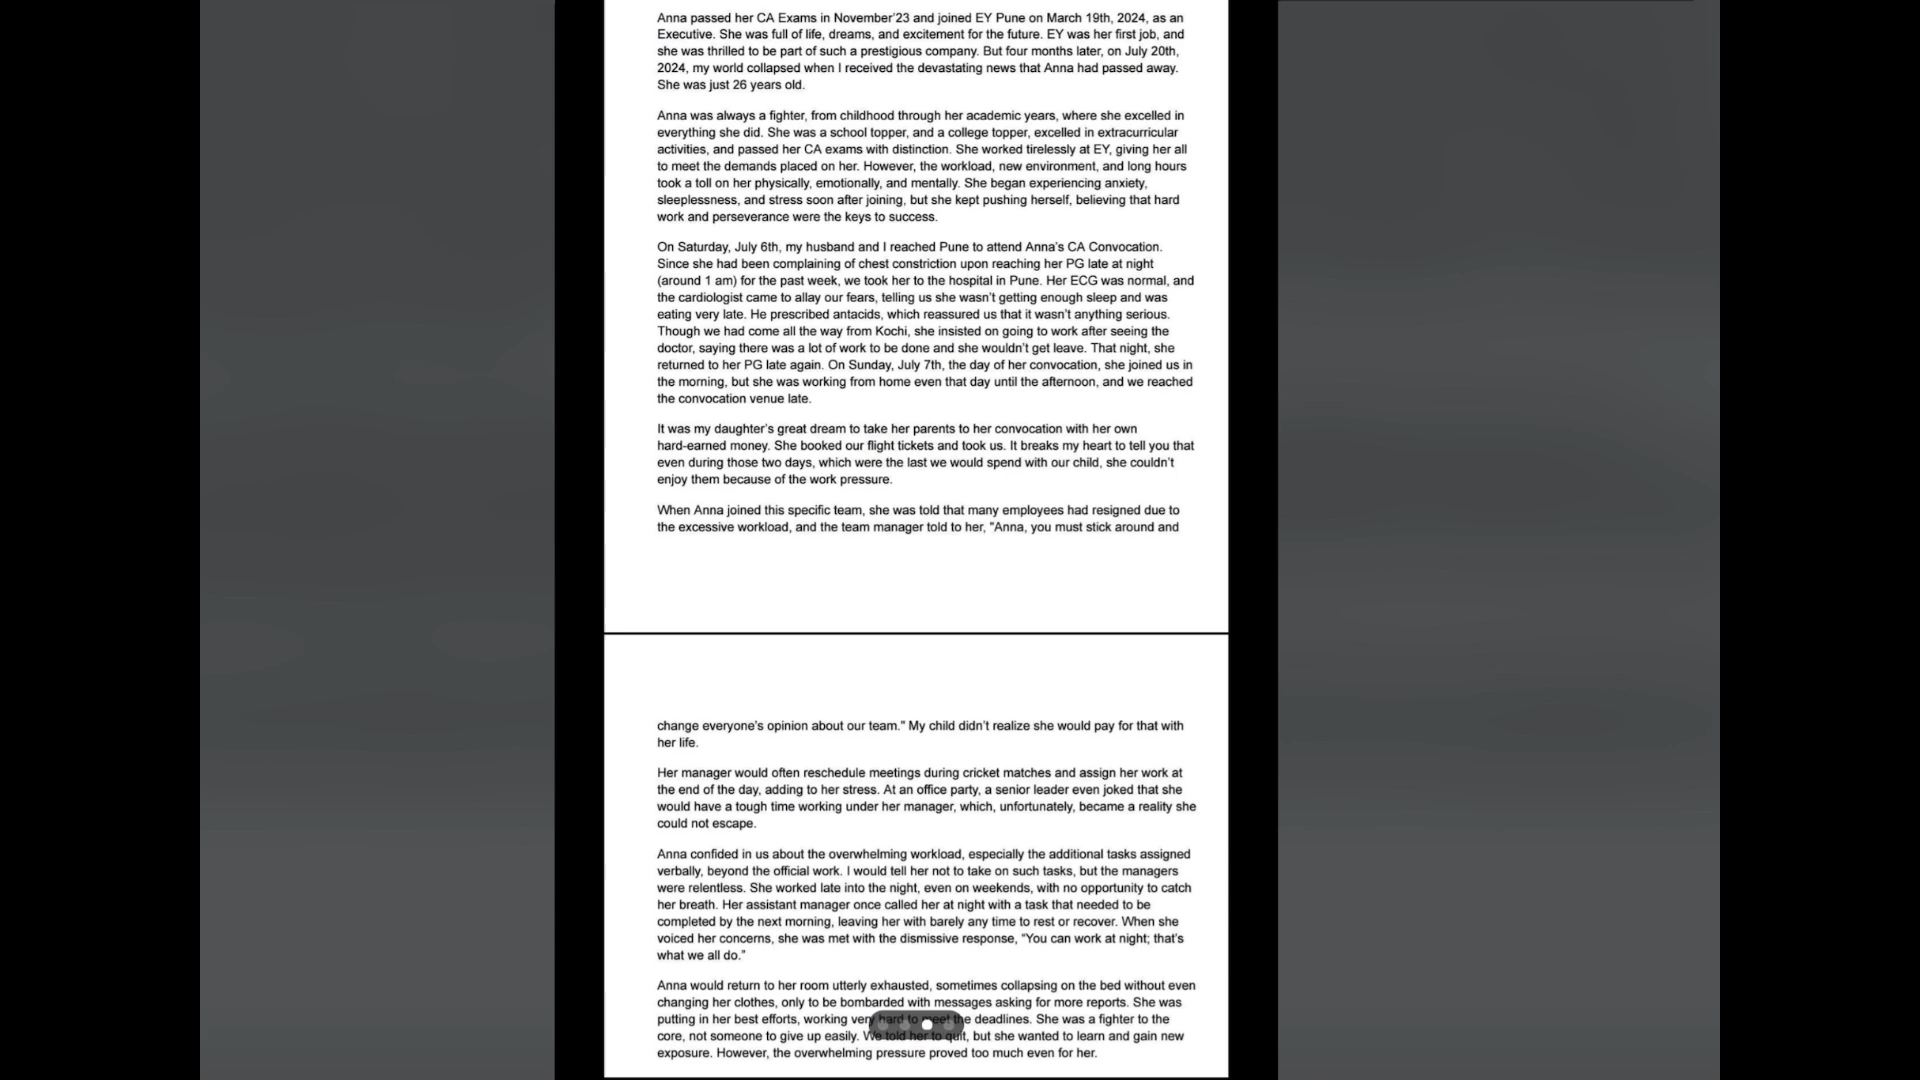 Anna passed her CA Exams in November'23 and joined EY Pune on March 19th, 2024, as an
Executive. She was full of life, dreams, and excitement for the future. EY was her first job, and
she was thrilled to be part of such a prestigious company. But four months later, on July 20th,
2024, my world collapsed when I received the devastating news that Anna had passed away.
She was just 26 years old.
Anna was always a fighter, from childhood through her academic years, where she excelled in
everything she did. She was a school topper, and a college topper, excelled in extracurricular
activities, and passed her CA exams with distinction. She worked tirelessly at EY, giving her all
to meet the demands placed on her. However, the workload, new environment, and long hours
took a toll on her physically, emotionally, and mentally. She began experiencing anxiety,
sleeplessness, and stress soon after joining, but she kept pushing herself, believing that hard
work and perseverance were the keys to success.
On Saturday, July 6th, my husband and I reached Pune to attend Anna's CA Convocation.
Since she had been complaining of chest constriction upon reaching her PG late at night
(around 1 am) for the past week, we took her to the hospital in Pune. Her ECG was normal, and
the cardiologist came to allay our fears, telling us she wasn't getting enough sleep and was
eating very late. He prescribed antacids, which reassured us that it wasn't anything serious.
Though we had come all the way from Kochi, she insisted on going to work after seeing the
doctor, saying there was a lot of work to be done and she wouldn't get leave. That night, she
returned to her PG late again. On Sunday, July 7th, the day of her convocation, she joined us in
the morning, but she was working from home even that day until the afternoon, and we reached
the convocation venue late.
It was my daughter's great dream to take her parents to her convocation with her own
hard-earned money. She booked our flight tickets and took us. It breaks my heart to tell you that
even during those two days, which were the last we would spend with our child, she couldn't
enjoy them because of the work pressure.
When Anna joined this specific team, she was told that many employees had resigned due to
the excessive workload, and the team manager told to her, "Anna, you must stick around and
change everyone's opinion about our team." My child didn't realize she would pay for that with
her life.
Her manager would often reschedule meetings during cricket matches and assign her work at
the end of the day, adding to her stress. At an office party, a senior leader even joked that she
would have a tough time working under her manager, which, unfortunately, became a reality she
could not escape.
Anna confided in us about the overwhelming workload, especially the additional tasks assigned
verbally, beyond the official work. I would tell her not to take on such tasks, but the managers
were relentless. She worked late into the night, even on weekends, with no opportunity to catch
her breath. Her assistant manager once called her at night with a task that needed to be
completed by the next morning, leaving her with barely any time to rest or recover. When she
voiced her concerns, she was met with the dismissive response, “You can work at night; that's
what we all do.”
Anna would return to her room utterly exhausted, sometimes collapsing on the bed without even
changing her clothes, only to be bombarded with messages asking for more reports. She was
putting in her best efforts, working very hard to meet the deadlines. She was a fighter to the
core, not someone to give up easily. We told her to quit, but she wanted to learn and gain new
exposure. However, the overwhelming pressure proved too much even for her.